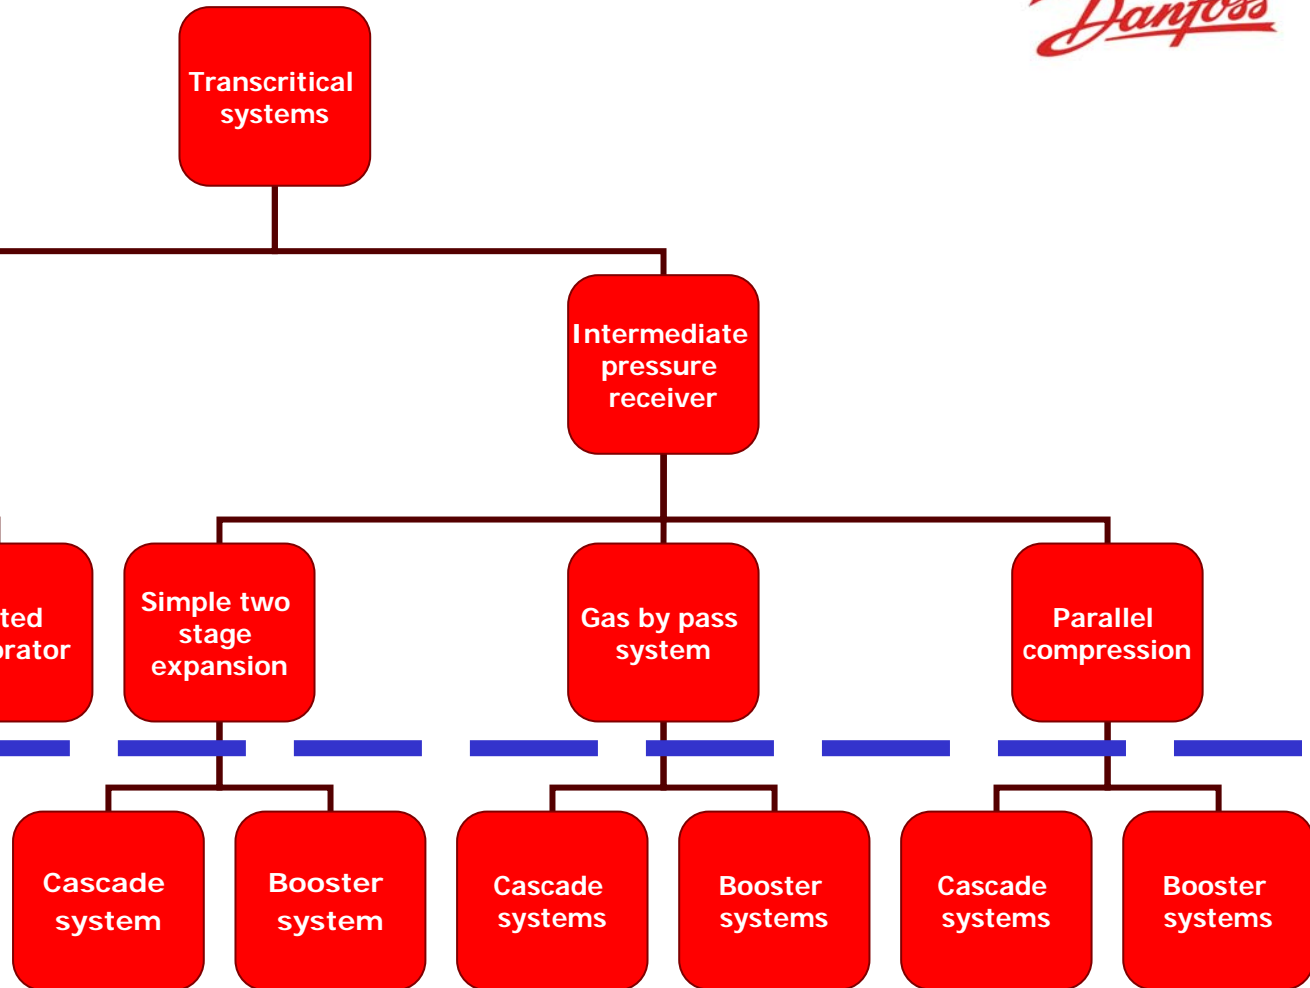 Danfoss
Transcritical
systems
Intermediate
pressure
receiver
Simple two
stage
expansion
Gas by pass
system
Parallel
compression
Cascade
system
Booster
system
Cascade
systems
Booster
systems
Cascade
systems
Booster
systems